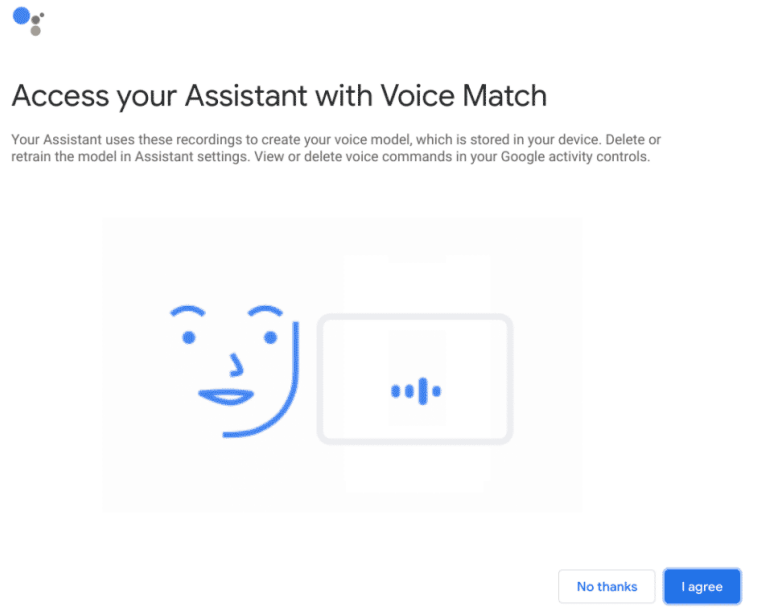 Access your Assistant with Voice Match
Your Assistant uses these recordings to create your voice model, which is stored in your device. Delete or
retrain the model in Assistant settings. View or delete voice commands in your Google activity controls.
No thanks
I agree